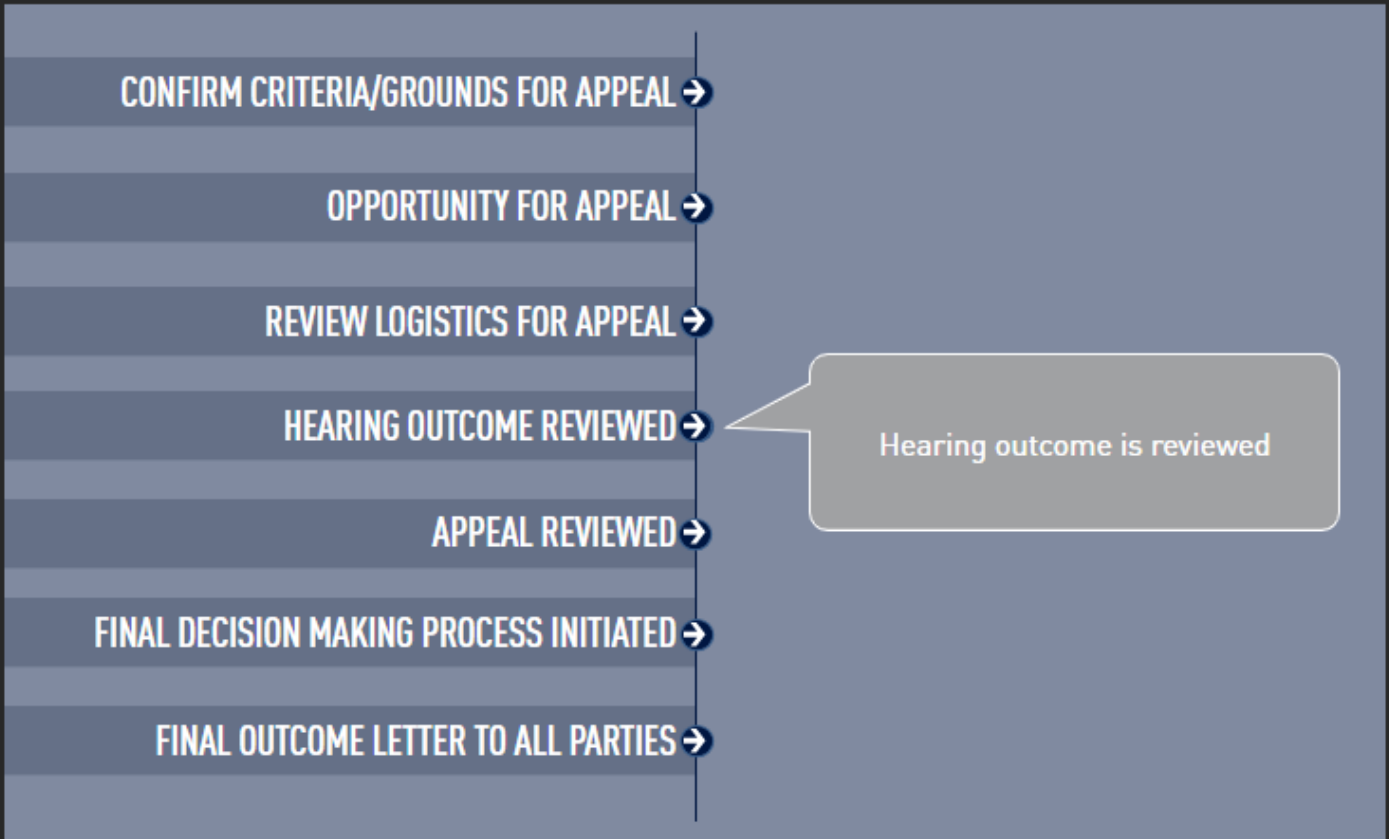 CONFIRM CRITERIA/GROUNDS FOR APPEAL
OPPORTUNITY FOR APPEAL
REVIEW LOGISTICS FOR APPEAL
HEARING OUTCOME REVIEWED
Hearing outcome is reviewed
APPEAL REVIEWED
FINAL DECISION MAKING PROCESS INITIATED
FINAL OUTCOME LETTER TO ALL PARTIES